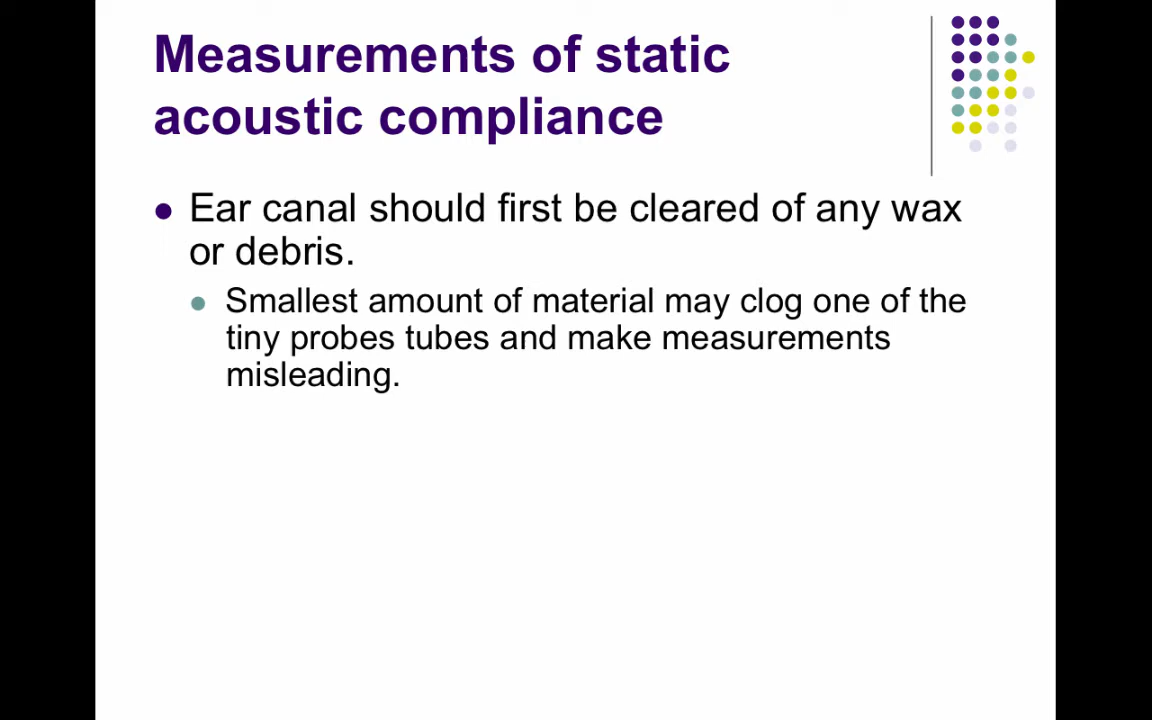 Measurements of static
acoustic compliance
Ear canal should first be cleared of any wax
or debris.
Smallest amount of material may clog one of the
tiny probes tubes and make measurements
misleading.